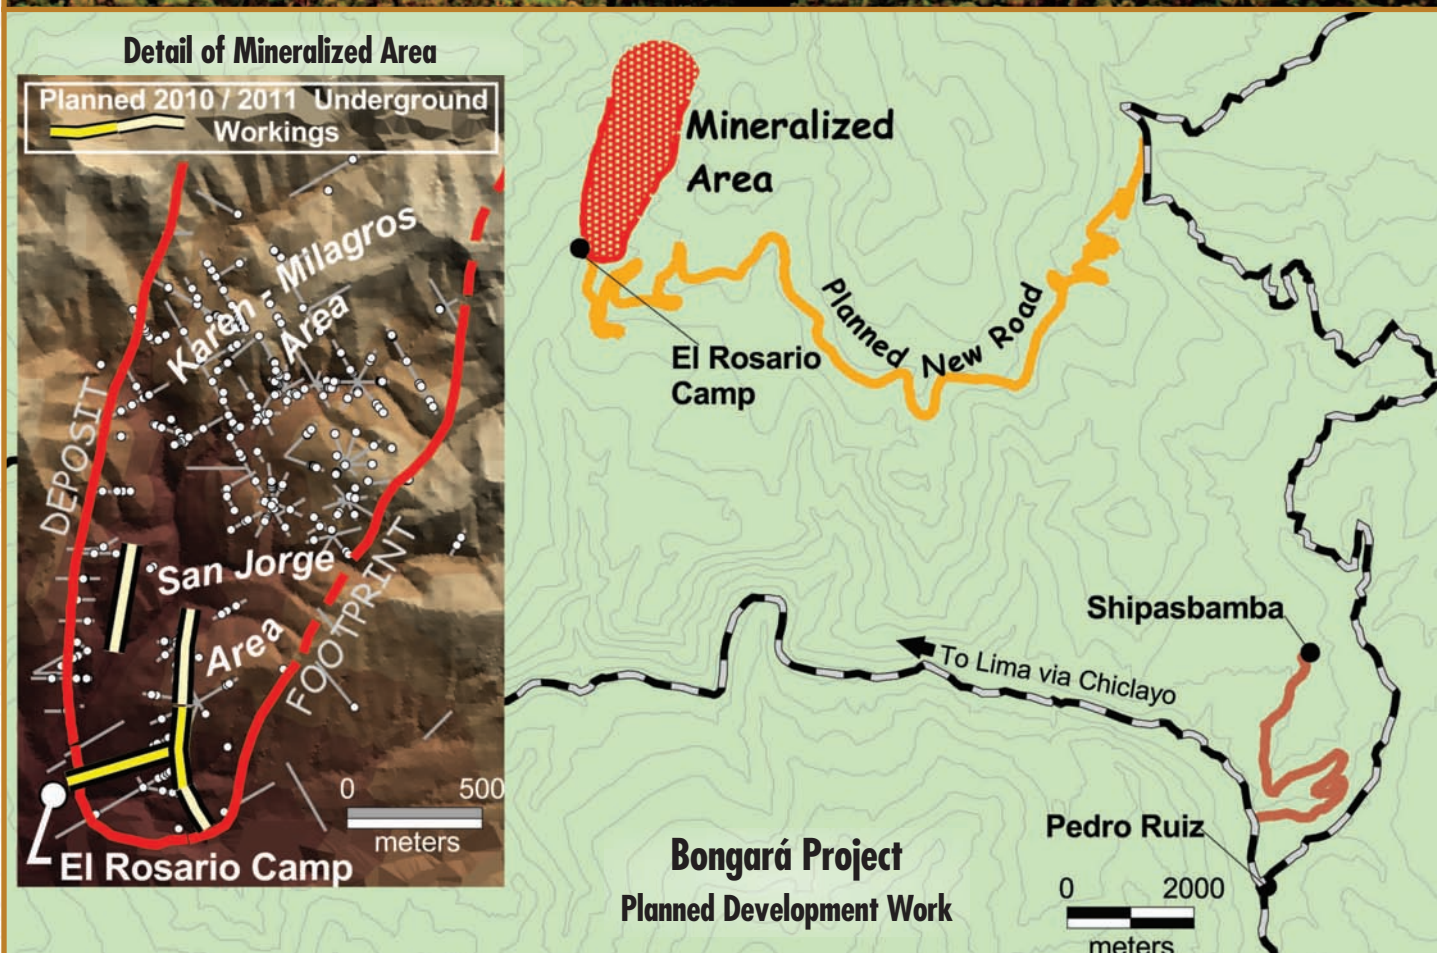 Detail of Mineralized Area
Planned 2010 / 2011 Underground
Workings
Karen - Milagros
Area
DEPOSIT
San Jorge
Area
FOOTPRINT
0 500
meters
El Rosario Camp
Mineralized
Area
El Rosario
Camp
Planned New Road
Shipasbamba
To Lima via Chiclayo
Pedro Ruiz
0 2000
meters
Bongará Project
Planned Development Work